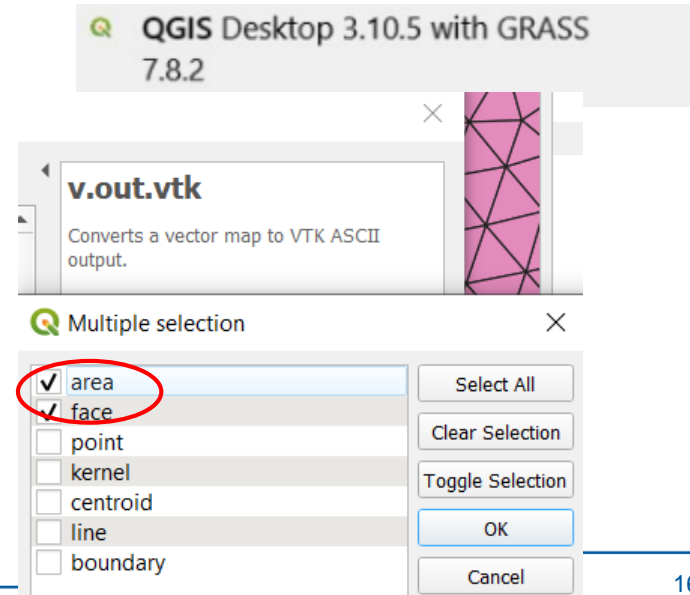 QGIS Desktop 3.10.5 with GRASS
7.8.2
v.out.vtk
Converts a vector map to VTK ASCII
output.
Multiple selection
area
face
point
kernel
centroid
line
boundary
Select All
Clear Selection
Toggle Selection
OK
Cancel
16